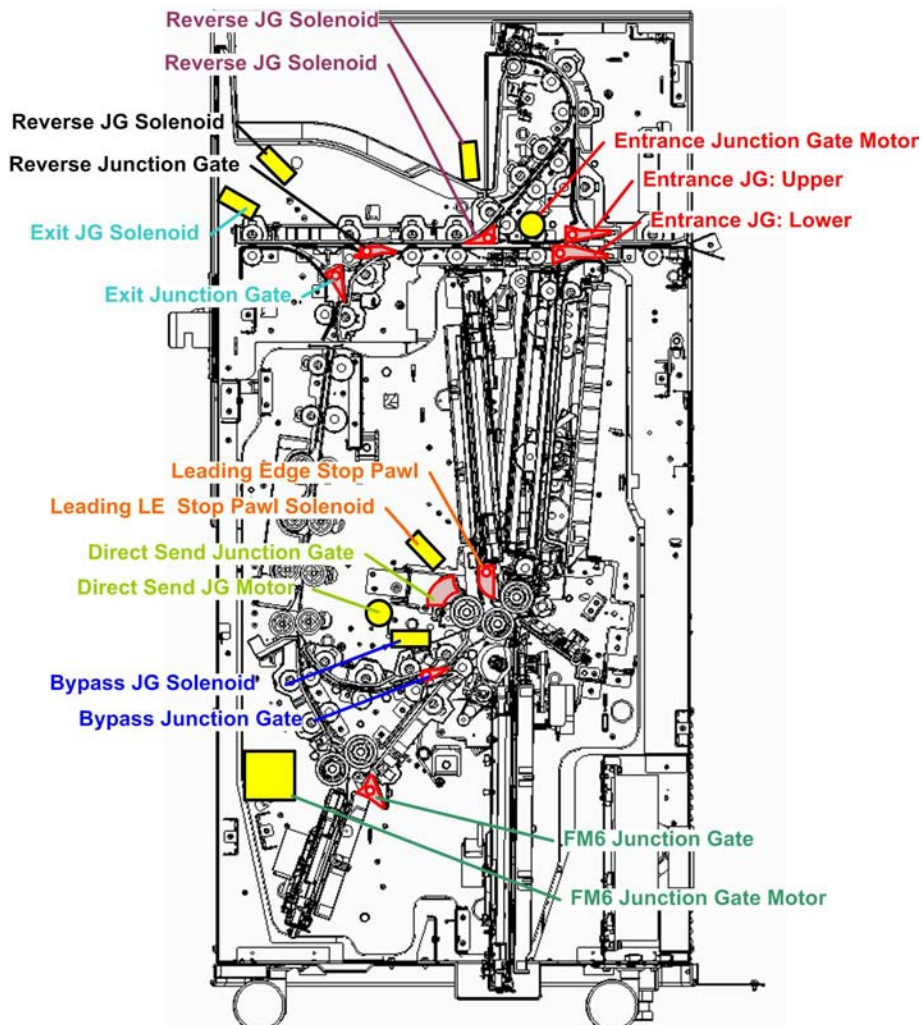 Reverse JG Solenoid
Reverse JG Solenoid
Reverse JG Solenoid
Reverse Junction Gate
Exit JG Solenoid
Exit Junction Gate
Entrance Junction Gate Motor
Entrance JG: Upper
Entrance JG: Lower
Leading Edge Stop Pawl
Leading LE Stop Pawl Solenoid
Direct Send Junction Gate
Direct Send JG Motor
Bypass JG Solenoid
Bypass Junction Gate
FM6 Junction Gate
FM6 Junction Gate Motor